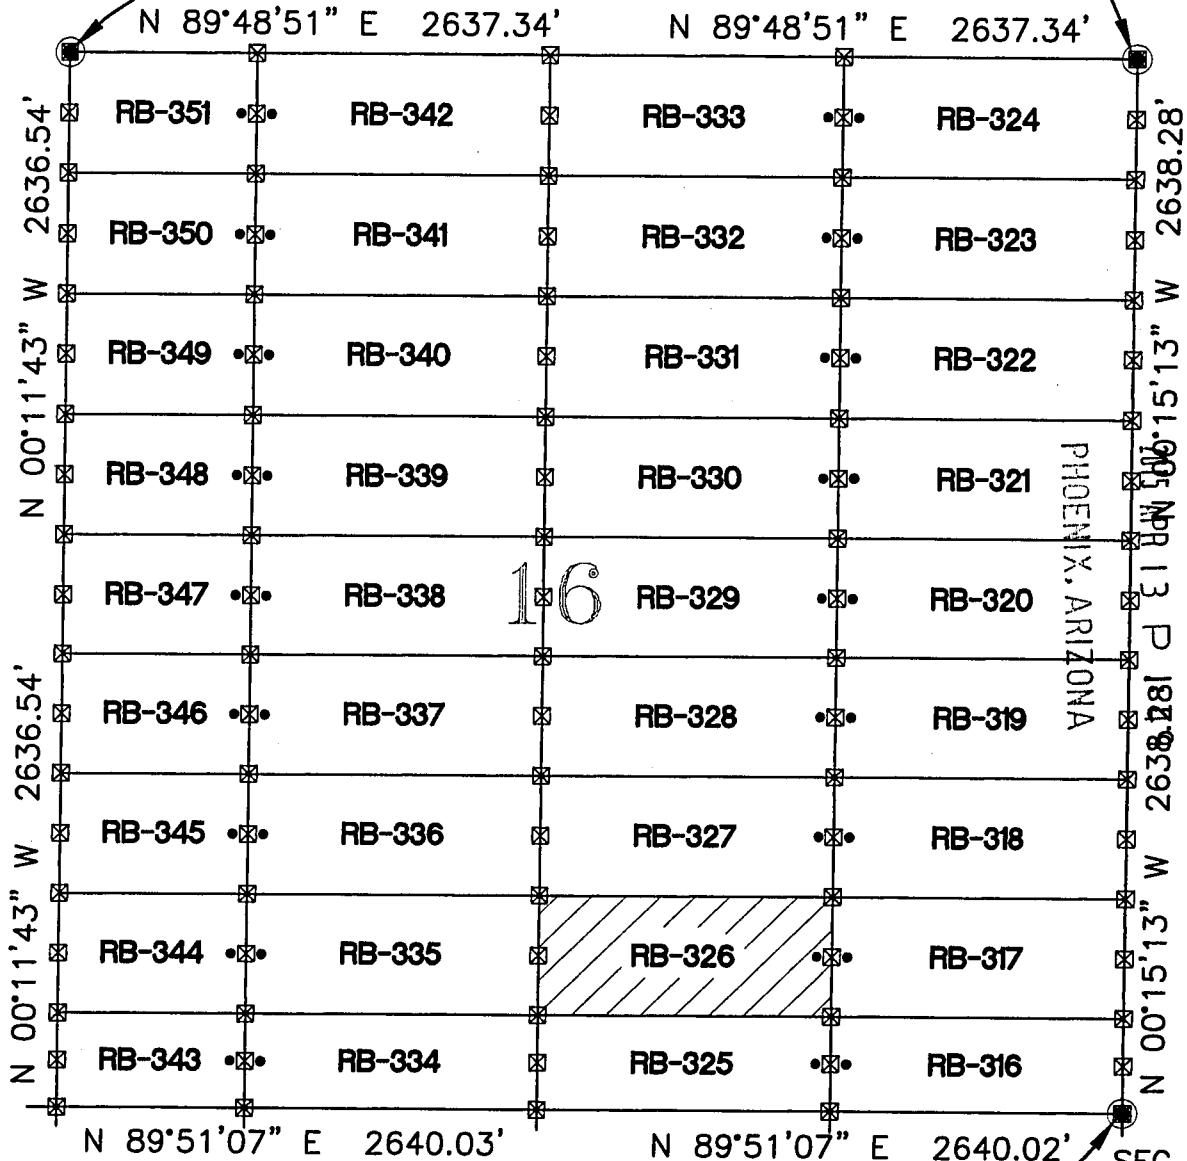 N 89°48'51" E 2637.34' N 89°48'51" E 2637.34'
RB-351 RB-342 RB-333 RB-324
RB-350 RB-341 RB-332 RB-323
RB-349 RB-340 RB-331 RB-322
RB-348 RB-339 RB-330 RB-321
RB-347 RB-338 RB-329 RB-320
16
RB-346 RB-337 RB-328 RB-319
RB-345 RB-336 RB-327 RB-318
RB-344 RB-335 RB-326 RB-317
RB-343 RB-334 RB-325 RB-316
N 89°51'07" E 2640.03' N 89°51'07" E 2640.02'
SEC
N 00°11'43" W 2636.54'
N 00°11'43" W 2636.54'
N 00°15'13" W 2638.28'
N 00°15'13" W 2638.28'
PHOENIX, ARIZONA
APR 13 P